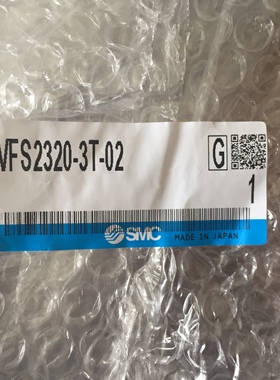 VFS2320-3T-02
G
1
SMC
MADE IN JAPAN